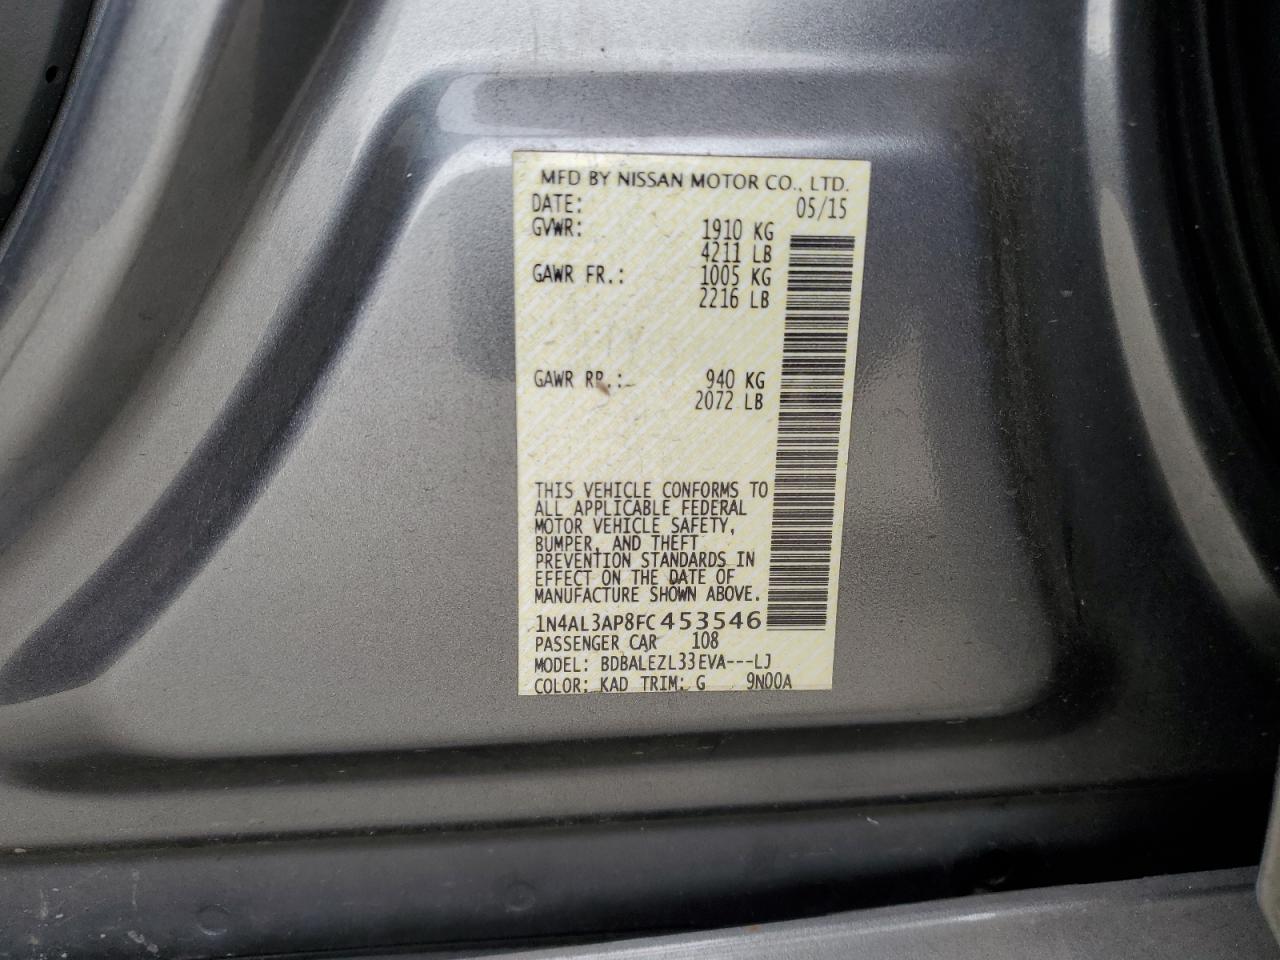 MFD BY NISSAN MOTOR CO., LTD.
DATE: 05/15
GVWR: 1910 KG
4211 LB
GAWR FR.: 1005 KG
2216 LB
GAWR RR.: 940 KG
2072 LB
THIS VEHICLE CONFORMS TO
ALL APPLICABLE FEDERAL
MOTOR VEHICLE SAFETY,
BUMPER, AND THEFT
PREVENTION STANDARDS IN
EFFECT ON THE DATE OF
MANUFACTURE SHOWN ABOVE.
1N4AL3AP8FC453546
PASSENGER CAR 108
MODEL: BDBALEZL33EVA---LJ
COLOR: KAD TRIM: G 9N00A